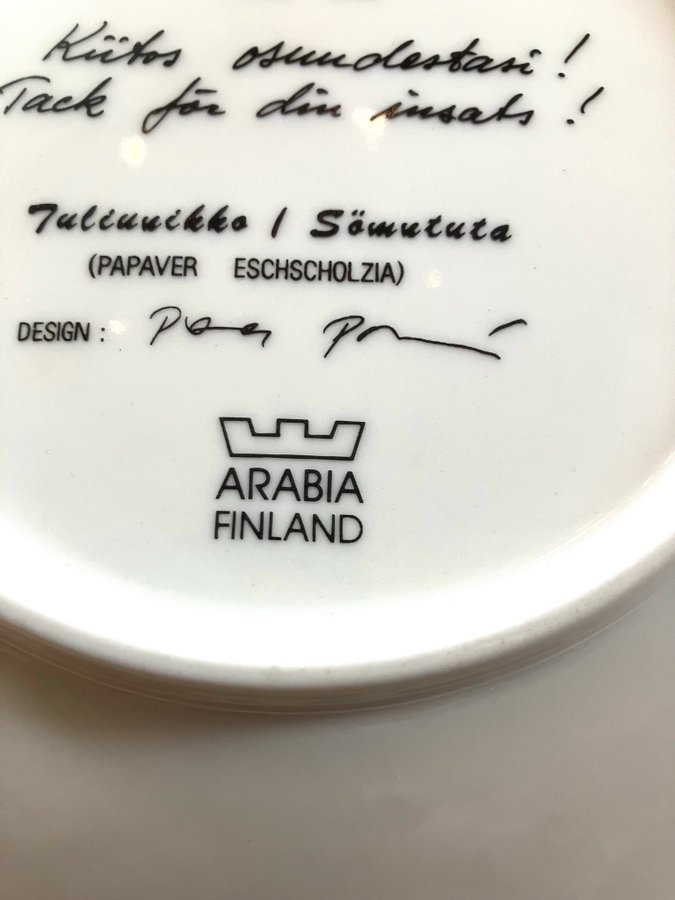 Kiitos osuudestasi!
Tack för din insats!
Tuliunikko / Sömntuta
(PAPAVER ESCHSCHOLZIA)
DESIGN:
ARABIA
FINLAND